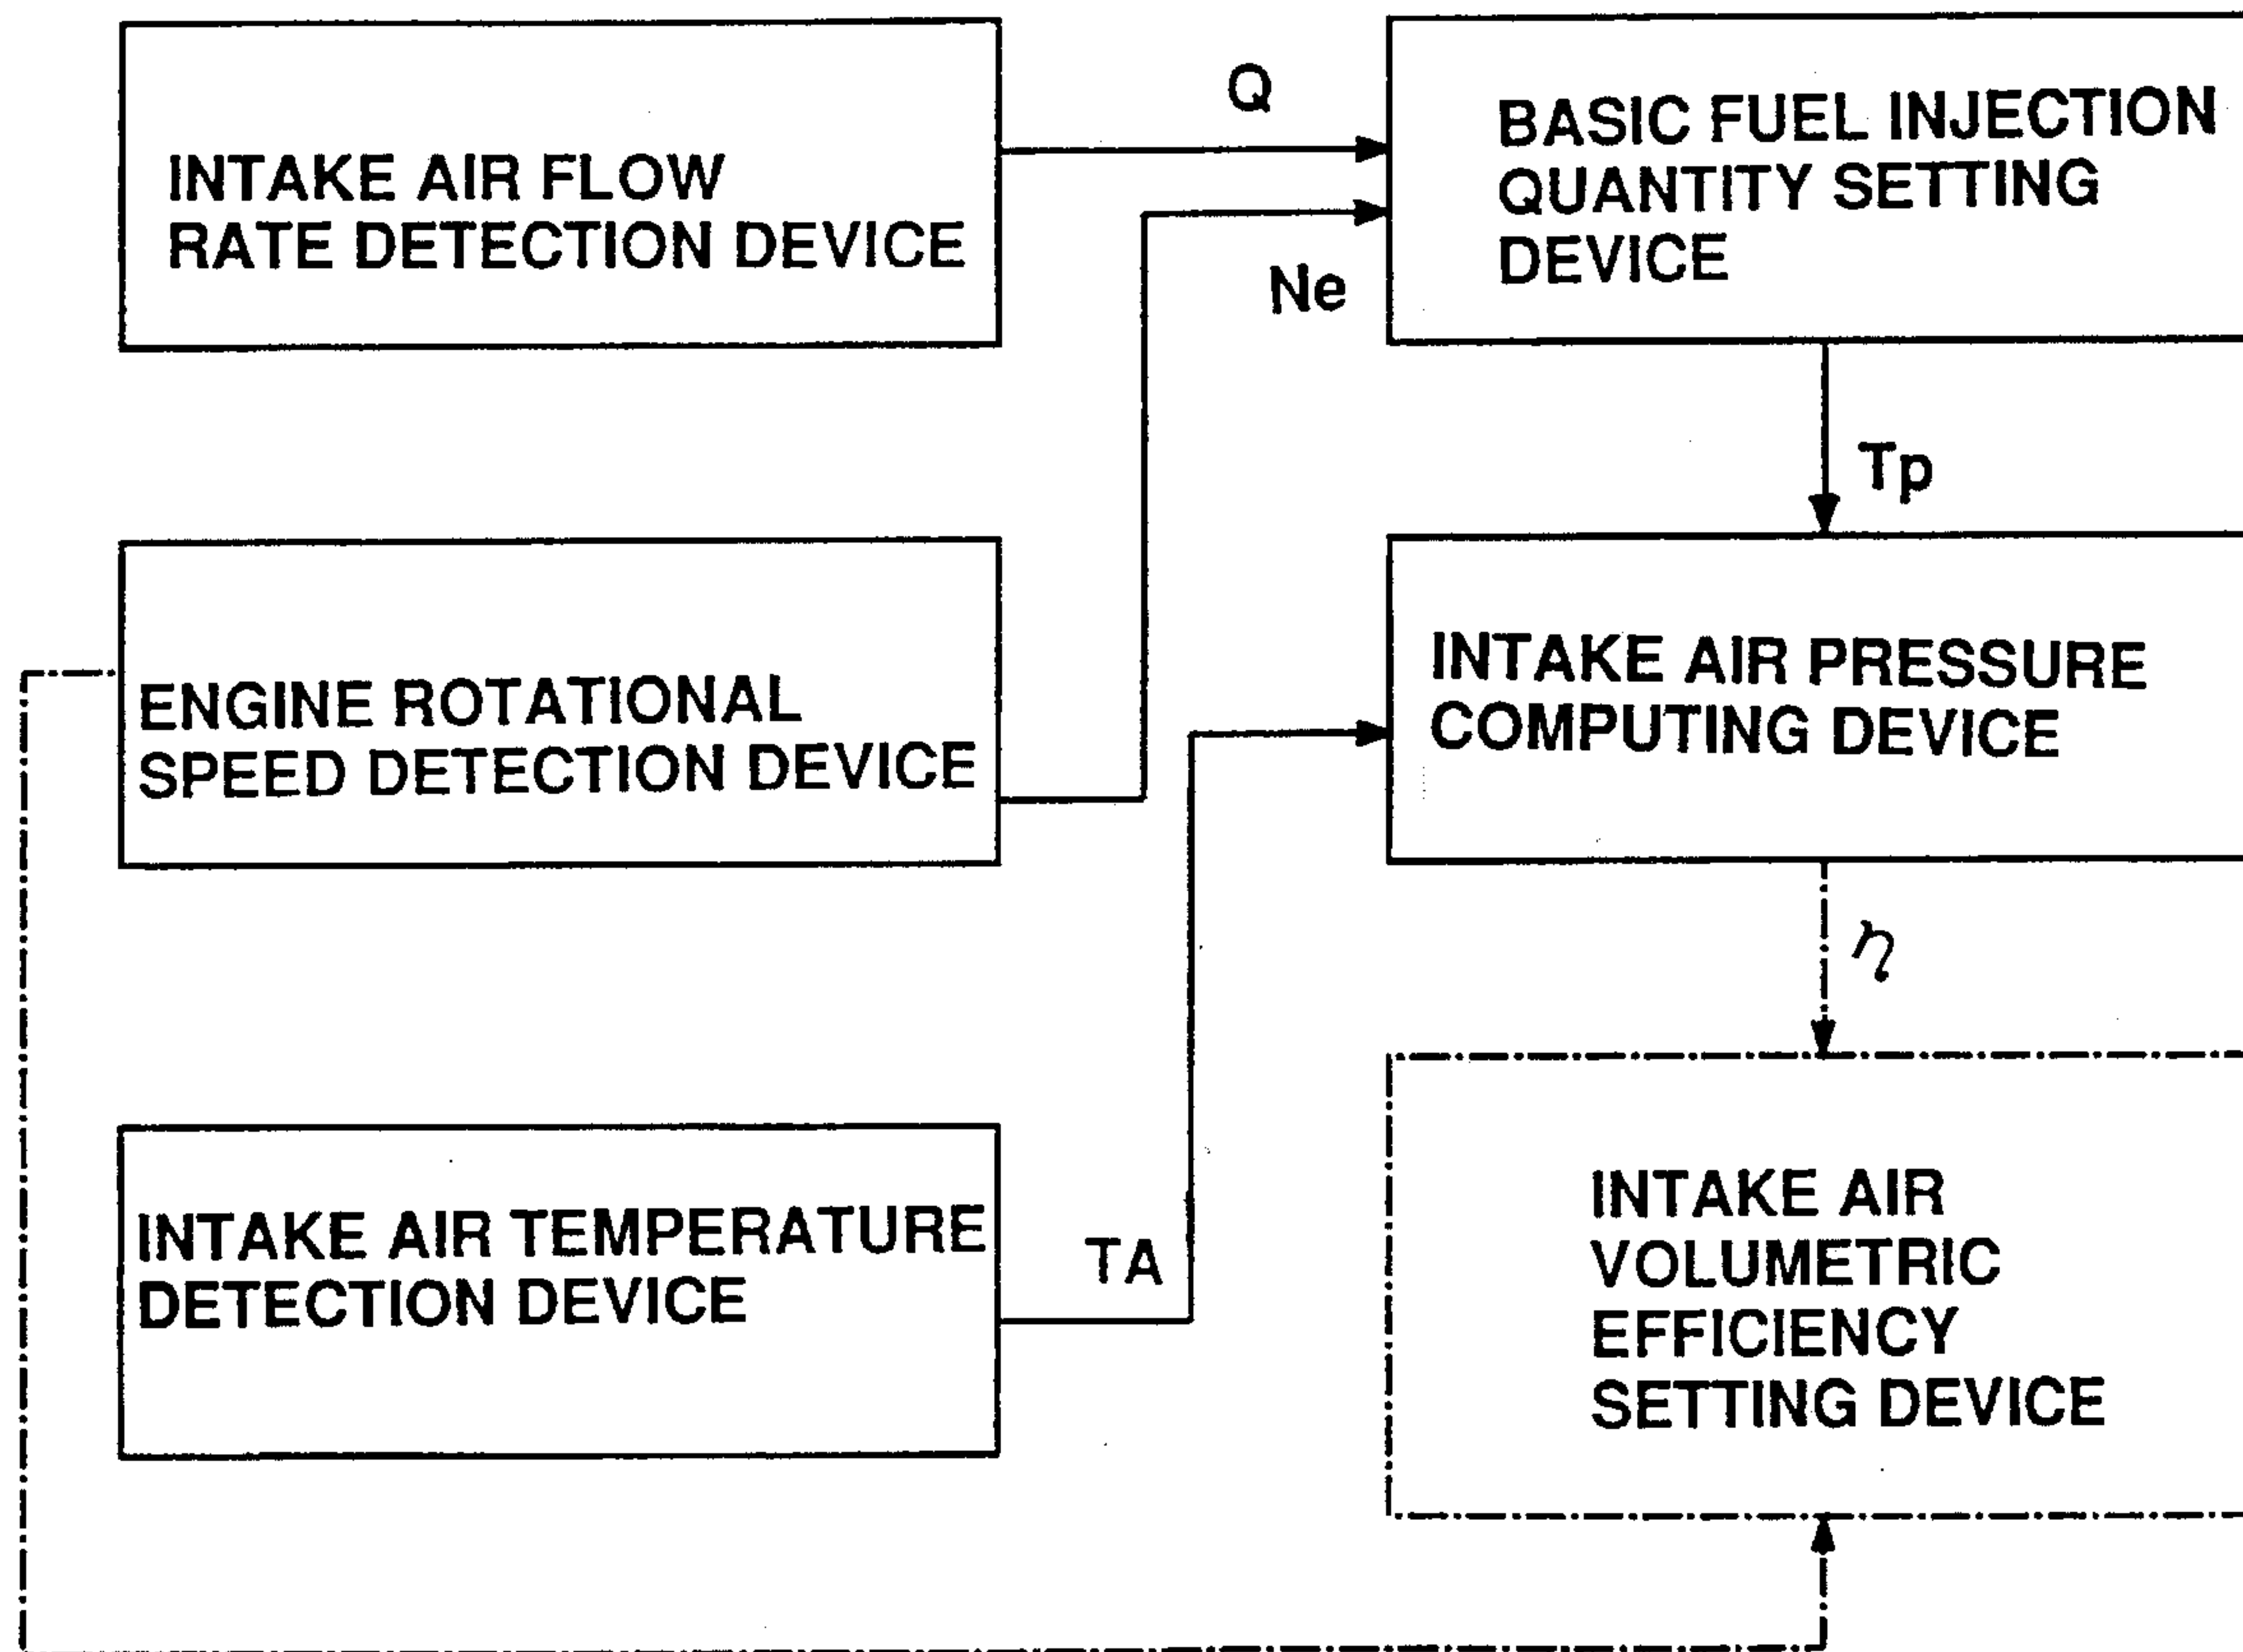 INTAKE AIR FLOW
RATE DETECTION DEVICE
Q
Ne
BASIC FUEL INJECTION
QUANTITY SETTING
DEVICE
Tp
ENGINE ROTATIONAL
SPEED DETECTION DEVICE
INTAKE AIR PRESSURE
COMPUTING DEVICE
η
INTAKE AIR TEMPERATURE
DETECTION DEVICE
TA
INTAKE AIR
VOLUMETRIC
EFFICIENCY
SETTING DEVICE